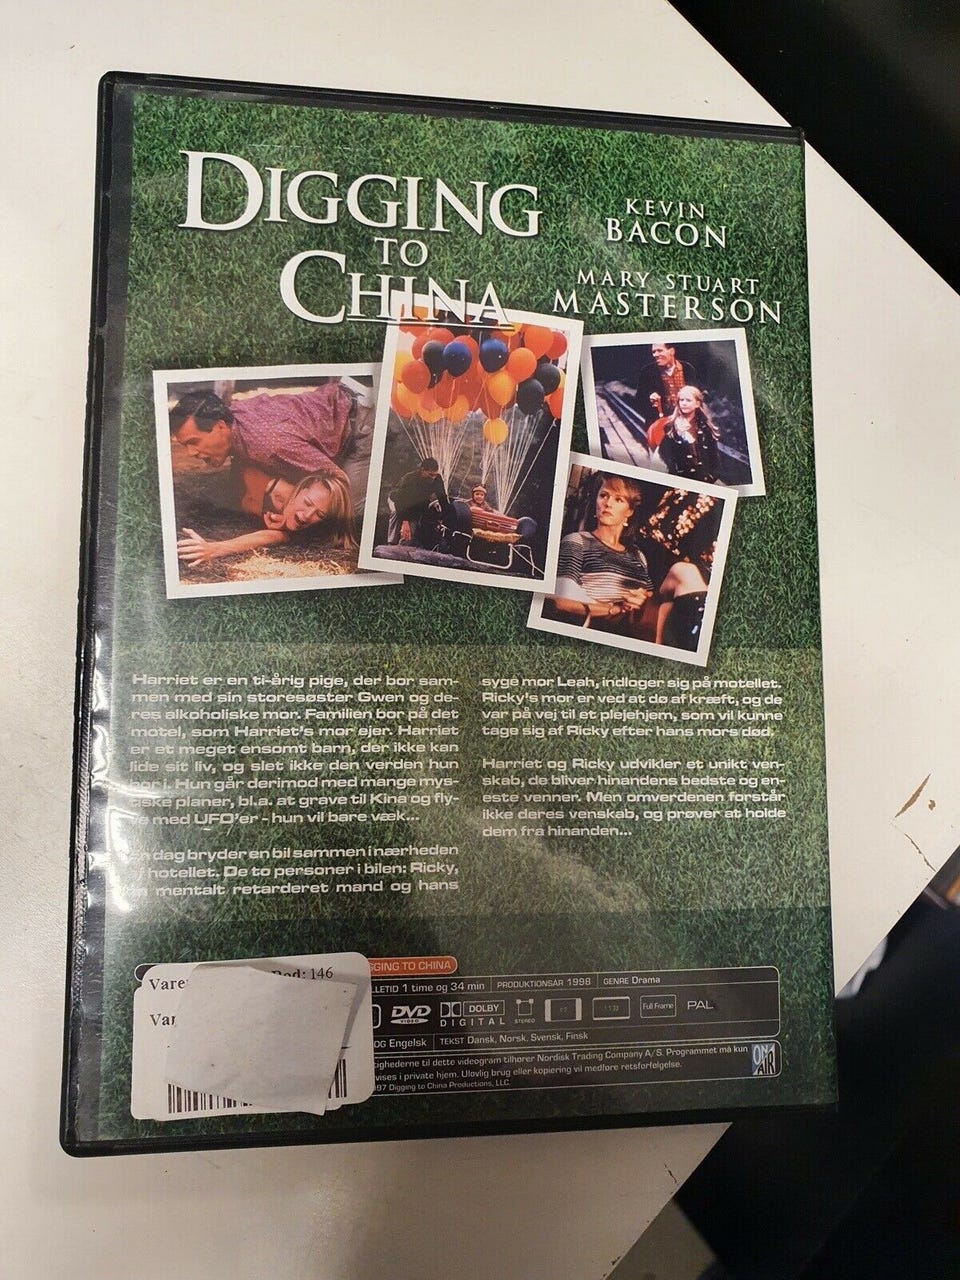 DIGGING
TO
CHINA
KEVIN
BACON
MARY STUART
MASTERSON
Harriet er en ti-årig pige, der bor sam-
men med sin storesøster Gwen og de-
res alkoholiske mor. Familien bor på det
motel, som Harriet's mor ejer. Harriet
er et meget ensomt barn, der ikke kan
lide sit liv, og slet ikke den verden hun
bor i. Hun går derimod med mange mys-
tiske planer, bl.a. at grave til Kina og fly-
med UFO'er - hun vil bare væk...
dag bryder en bil sammen i nærheden
hotellet. De to personer i bilen: Ricky,
mentalt retarderet mand og hans
syge mor Leah, indloger sig på motellet.
Ricky's mor er ved at dø af kræft, og de
var på vej til et plejehjem, som vil kunne
tage sig af Ricky efter hans mors død.
Harriet og Ricky udvikler et unikt ven-
skab, de bliver hinandens bedste og en-
este venner. Men omverdenen forstår
ikke deres venskab, og prøver at holde
dem fra hinanden...
GGING TO CHINA
LLETID 1 time og 34 min PRODUKTIONSÅR 1998 GENRE Drama
DVD VIDEO DOLBY DIGITAL STEREO Full Frame PAL
OG Engelsk TEKST Dansk, Norsk, Svensk, Finsk
tighederne til dette videogram tilhører Nordisk Trading Company A/S. Programmet må kun
vises i private hjem. Ulovlig brug eller kopiering vil medføre retsforfølgelse.
97 Digging to China Productions, LLC.
ON AIR
146